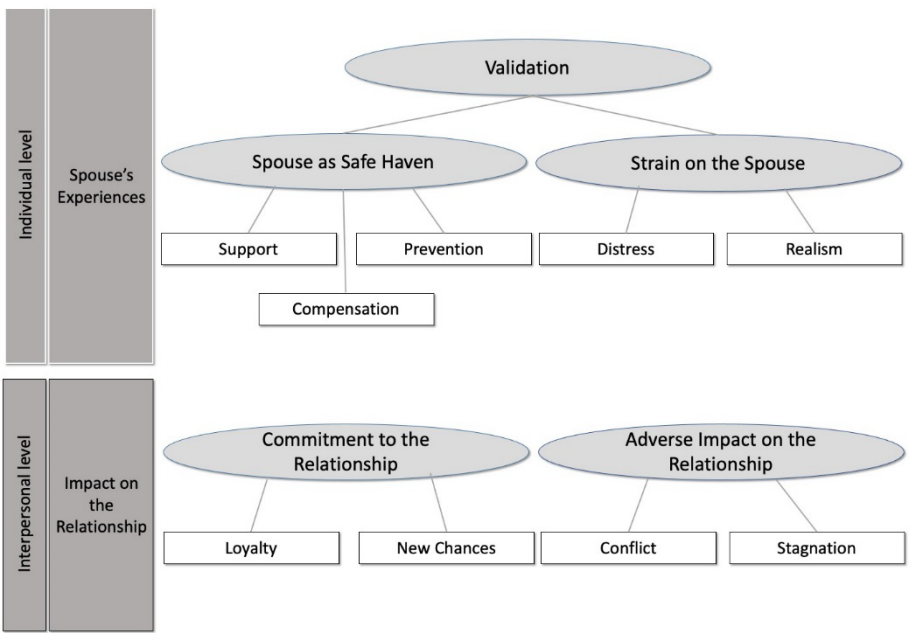 Individual level
Spouse's
Experiences
Validation
Spouse as Safe Haven
Strain on the Spouse
Support
Prevention
Distress
Realism
Compensation
Interpersonal level
Impact on
the
Relationship
Commitment to the
Relationship
Adverse Impact on the
Relationship
Loyalty
New Chances
Conflict
Stagnation